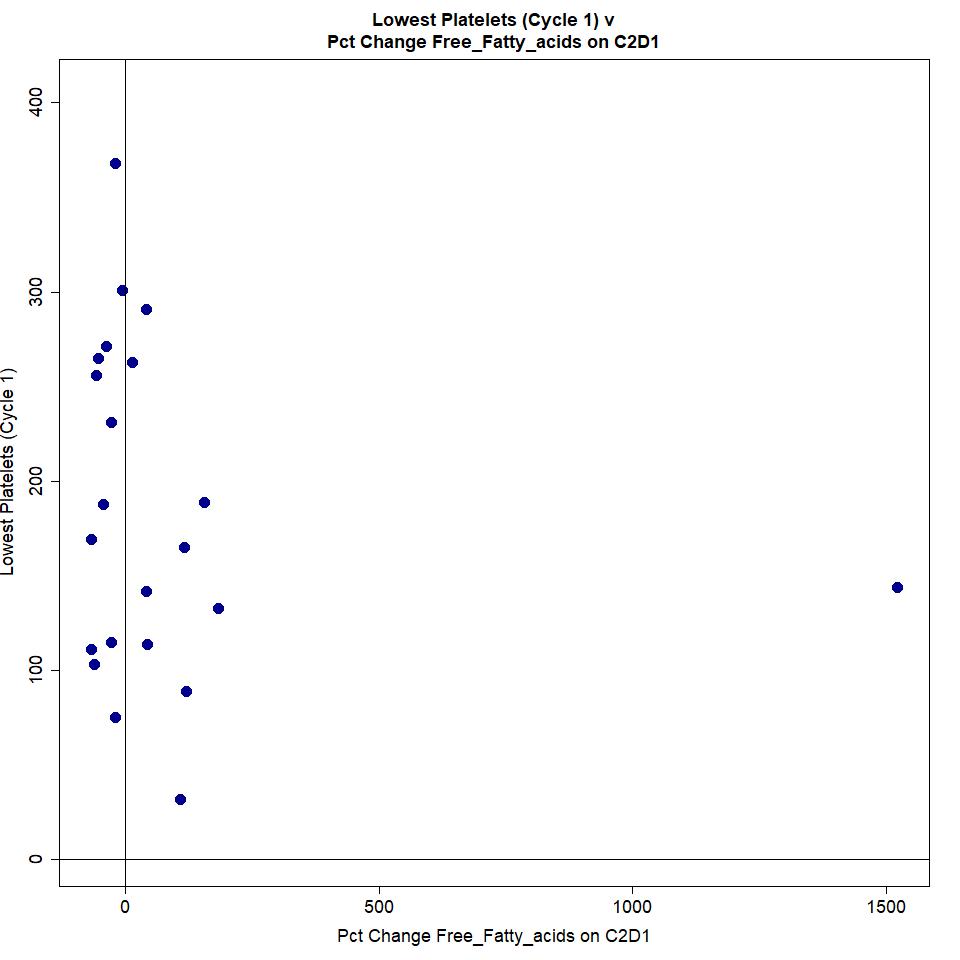 Lowest Platelets (Cycle 1) v
Pct Change Free_Fatty_acids on C2D1
Lowest Platelets (Cycle 1)
400
300
200
100
0
0
500
1000
1500
Pct Change Free_Fatty_acids on C2D1